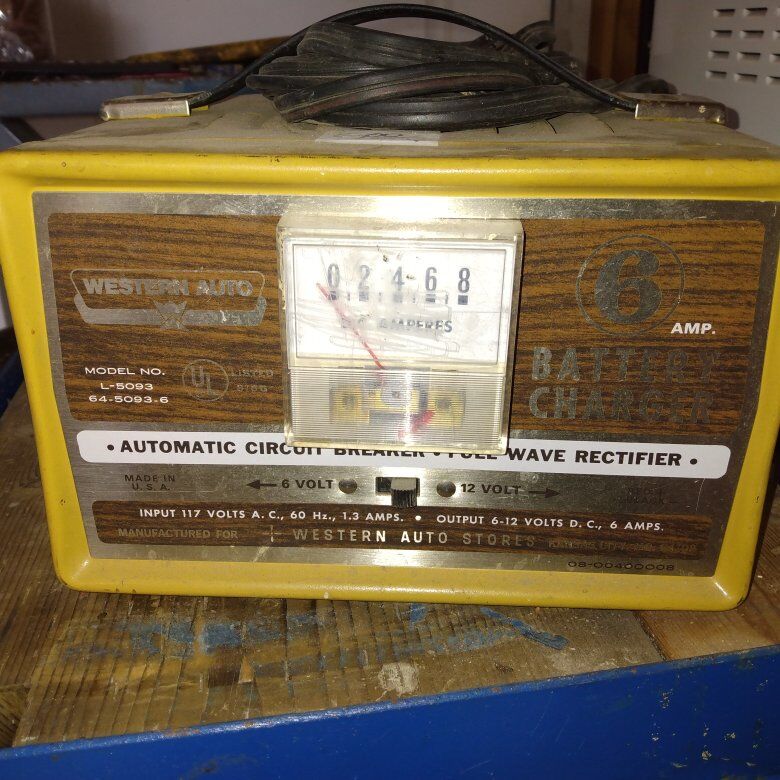 0 2 4 6 8
D.C. AMPERES
WESTERN AUTO
6
AMP.
BATTERY
CHARGER
MODEL NO.
L-5093
64-5093-6
UL
LISTED
• AUTOMATIC CIRCUIT BREAKER • FULL WAVE RECTIFIER •
MADE IN
U.S.A.
6 VOLT
12 VOLT
INPUT 117 VOLTS A.C., 60 Hz., 1.3 AMPS. • OUTPUT 6-12 VOLTS D.C., 6 AMPS.
MANUFACTURED FOR WESTERN AUTO STORES
08-00400008